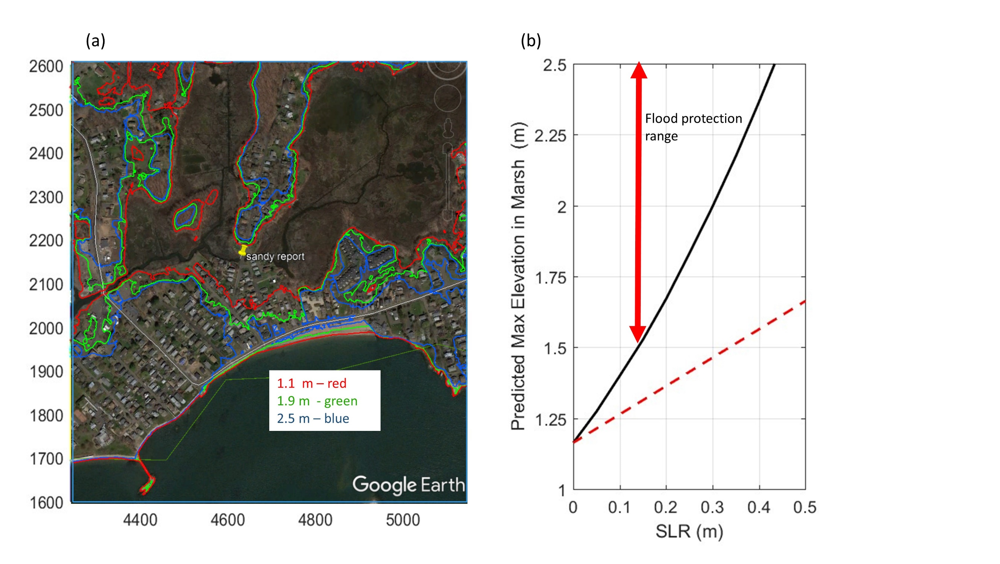 (a)
2600
2500
2400
2300
2200
2100
2000
1900
1800
1700
1600
4400 4600 4800 5000
sandy report
1.1 m – red
1.9 m - green
2.5 m – blue
Google Earth
(b)
Predicted Max Elevation in Marsh (m)
2.5
2.25
2
1.75
1.5
1.25
1
Flood protection
range
0 0.1 0.2 0.3 0.4 0.5
SLR (m)